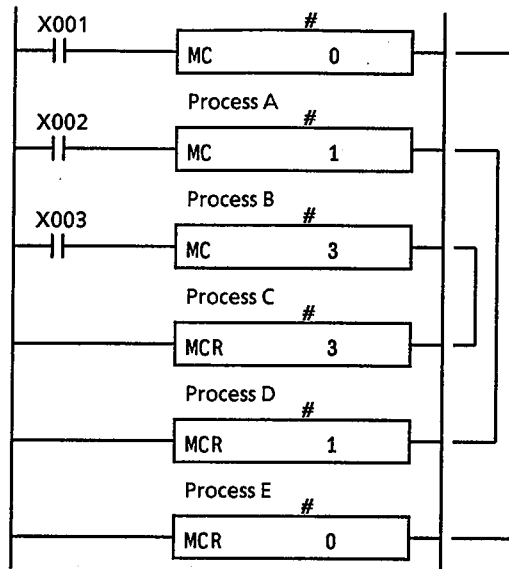 X001
#
MC 0
Process A
X002
#
MC 1
Process B
X003
#
MC 3
Process C
#
MCR 3
Process D
#
MCR 1
Process E
#
MCR 0